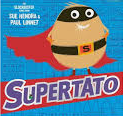 SUE HENDRA &
PAUL LINNET
S
SUPERTATO